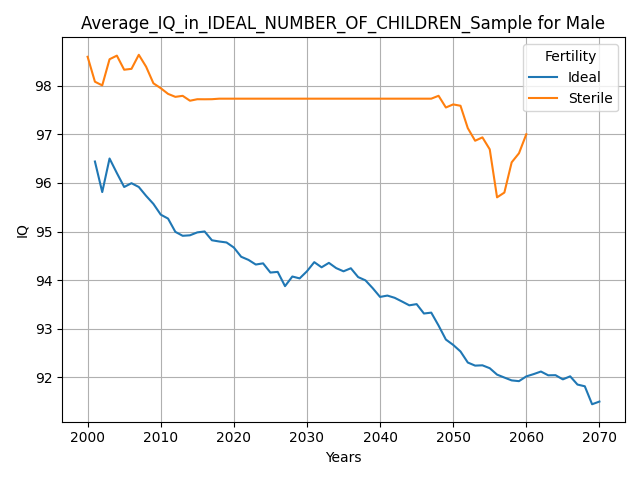 Average_IQ_in_IDEAL_NUMBER_OF_CHILDREN_Sample for Male
Fertility
Ideal
Sterile
98
97
96
95
94
93
92
IQ
2000 2010 2020 2030 2040 2050 2060 2070
Years